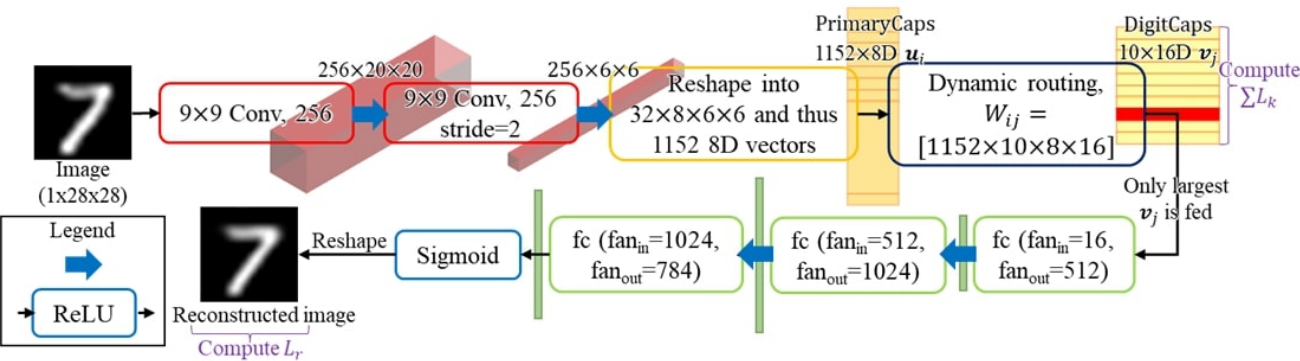 PrimaryCaps
1152×8D u_i
DigitCaps
10×16D v_j
Compute
∑L_k
256×20×20
256×6×6
9×9 Conv, 256
9×9 Conv, 256
stride=2
Reshape into
32×8×6×6 and thus
1152 8D vectors
Dynamic routing,
W_ij =
[1152×10×8×16]
Image
(1x28x28)
Only largest
v_j is fed
Legend
ReLU
Reconstructed image
Compute L_r
Reshape
Sigmoid
fc (fan_in=1024,
fan_out=784)
fc (fan_in=512,
fan_out=1024)
fc (fan_in=16,
fan_out=512)
7
7